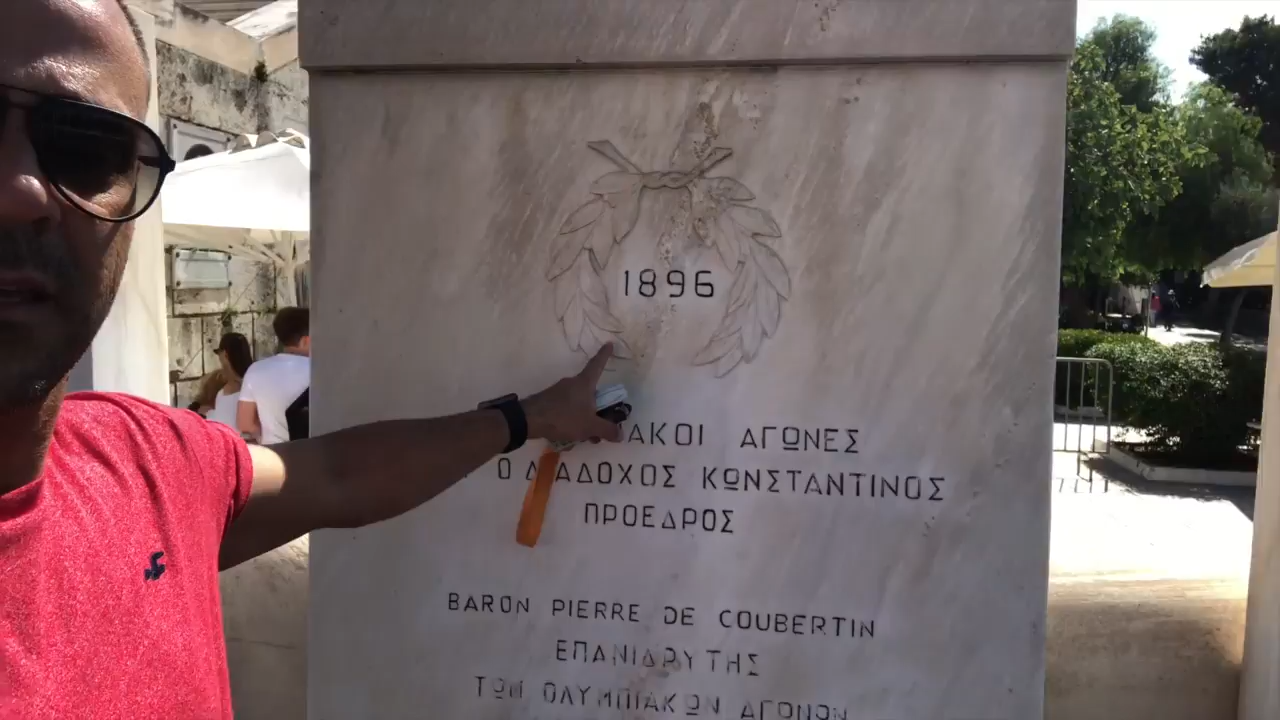 1896
ΑΚΟΙ ΑΓΩΝΕΣ
Ο ΔΙΑΔΟΧΟΣ ΚΩΝΣΤΑΝΤΙΝΟΣ
ΠΡΟΕΔΡΟΣ
BARON PIERRE DE COUBERTIN
ΕΠΑΝΙΔΡΥΤΗΣ
ΤΩΝ ΟΛΥΜΠΙΑΚΩΝ ΑΓΩΝΩΝ